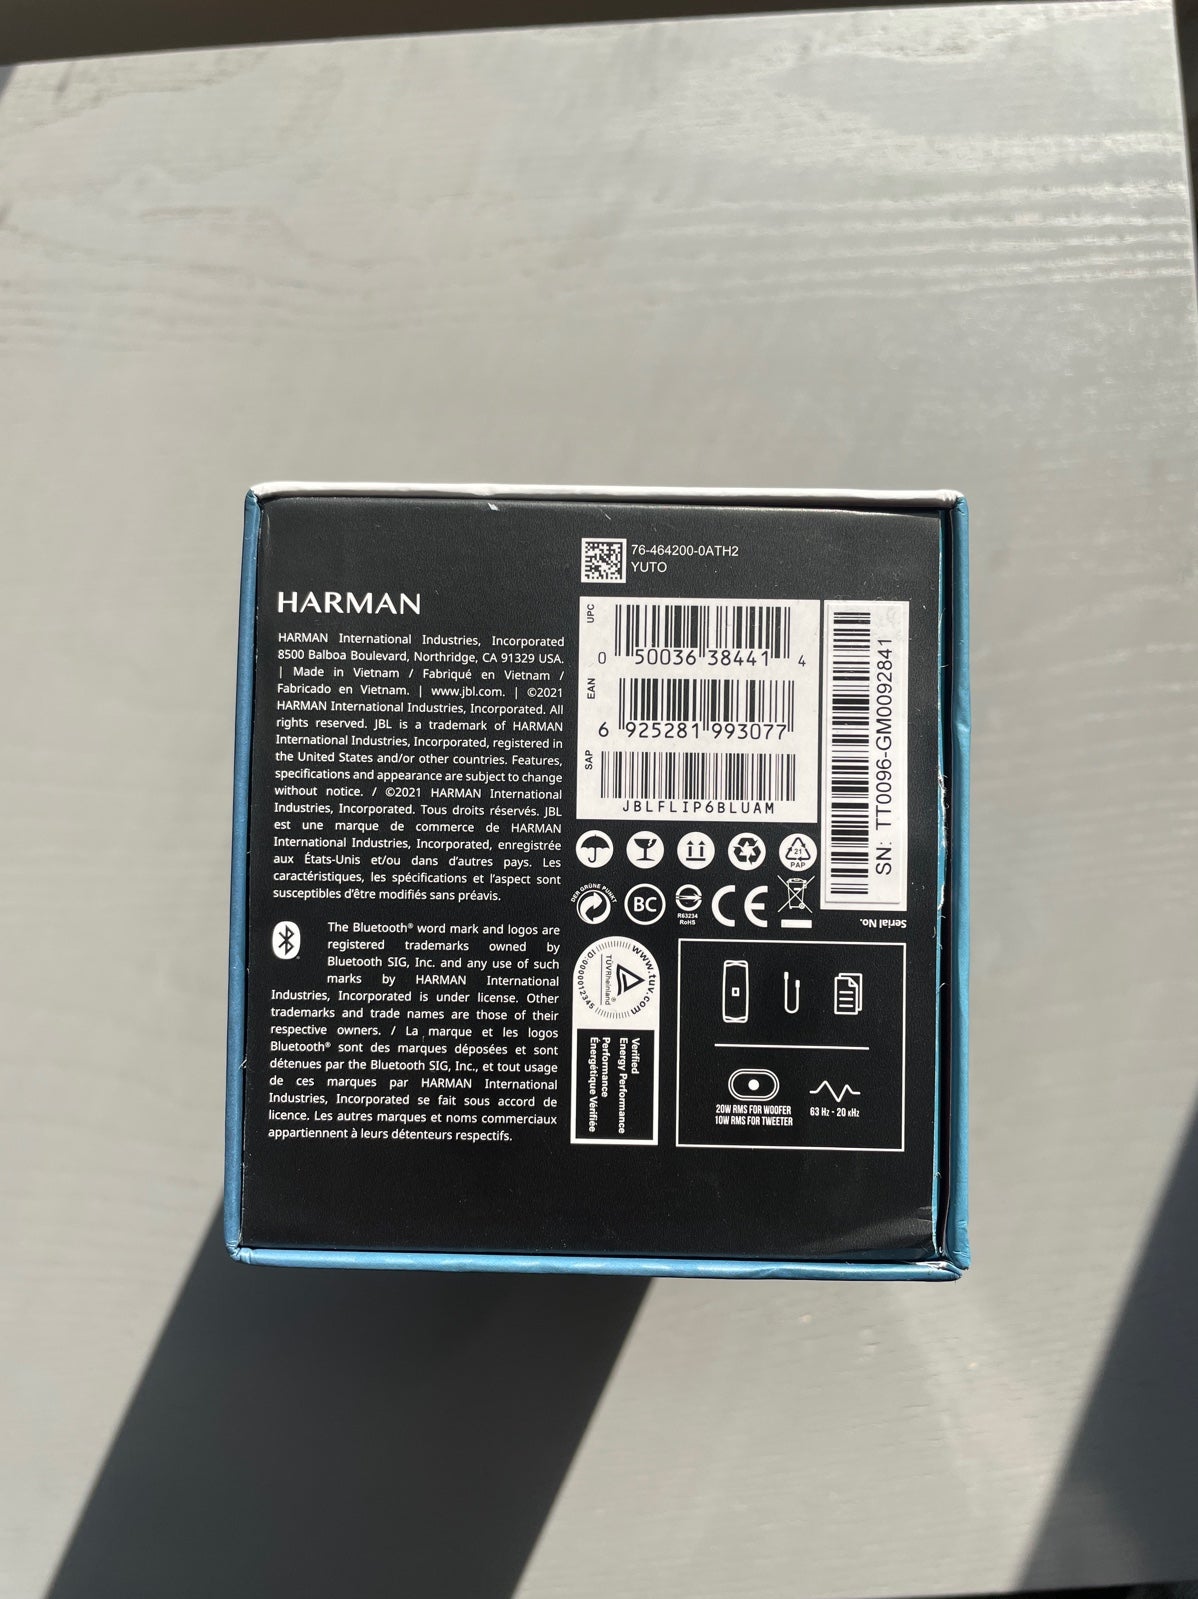 76-464200-0ATH2
YUTO
HARMAN
HARMAN International Industries, Incorporated
8500 Balboa Boulevard, Northridge, CA 91329 USA.
| Made in Vietnam / Fabriqué en Vietnam /
Fabricado en Vietnam. | www.jbl.com. | ©2021
HARMAN International Industries, Incorporated. All
rights reserved. JBL is a trademark of HARMAN
International Industries, Incorporated, registered in
the United States and/or other countries. Features,
specifications and appearance are subject to change
without notice. / ©2021 HARMAN International
Industries, Incorporated. Tous droits réservés. JBL
est une marque de commerce de HARMAN
International Industries, Incorporated, enregistrée
aux États-Unis et/ou dans d'autres pays. Les
caractéristiques, les spécifications et l'aspect sont
susceptibles d'être modifiés sans préavis.
The Bluetooth® word mark and logos are
registered trademarks owned by
Bluetooth SIG, Inc. and any use of such
marks by HARMAN International
Industries, Incorporated is under license. Other
trademarks and trade names are those of their
respective owners. / La marque et les logos
Bluetooth® sont des marques déposées et sont
détenues par the Bluetooth SIG, Inc., et tout usage
de ces marques par HARMAN International
Industries, Incorporated se fait sous accord de
licence. Les autres marques et noms commerciaux
appartiennent à leurs détenteurs respectifs.
UPC
0 50036 38441 4
EAN
6 925281 993077
SAP
JBLFLIP6BLUAM
SN: TT0096-GM0092841
Serial No.
21
PAP
DER GRÜNE PUNKT
BC
R63234
RoHS
CE
www.tuv.com
TÜVRheinland
ID 0000012345
Verified
Energy Performance
Performance
Énergétique Vérifiée
20W RMS FOR WOOFER
10W RMS FOR TWEETER
63 Hz - 20 kHz